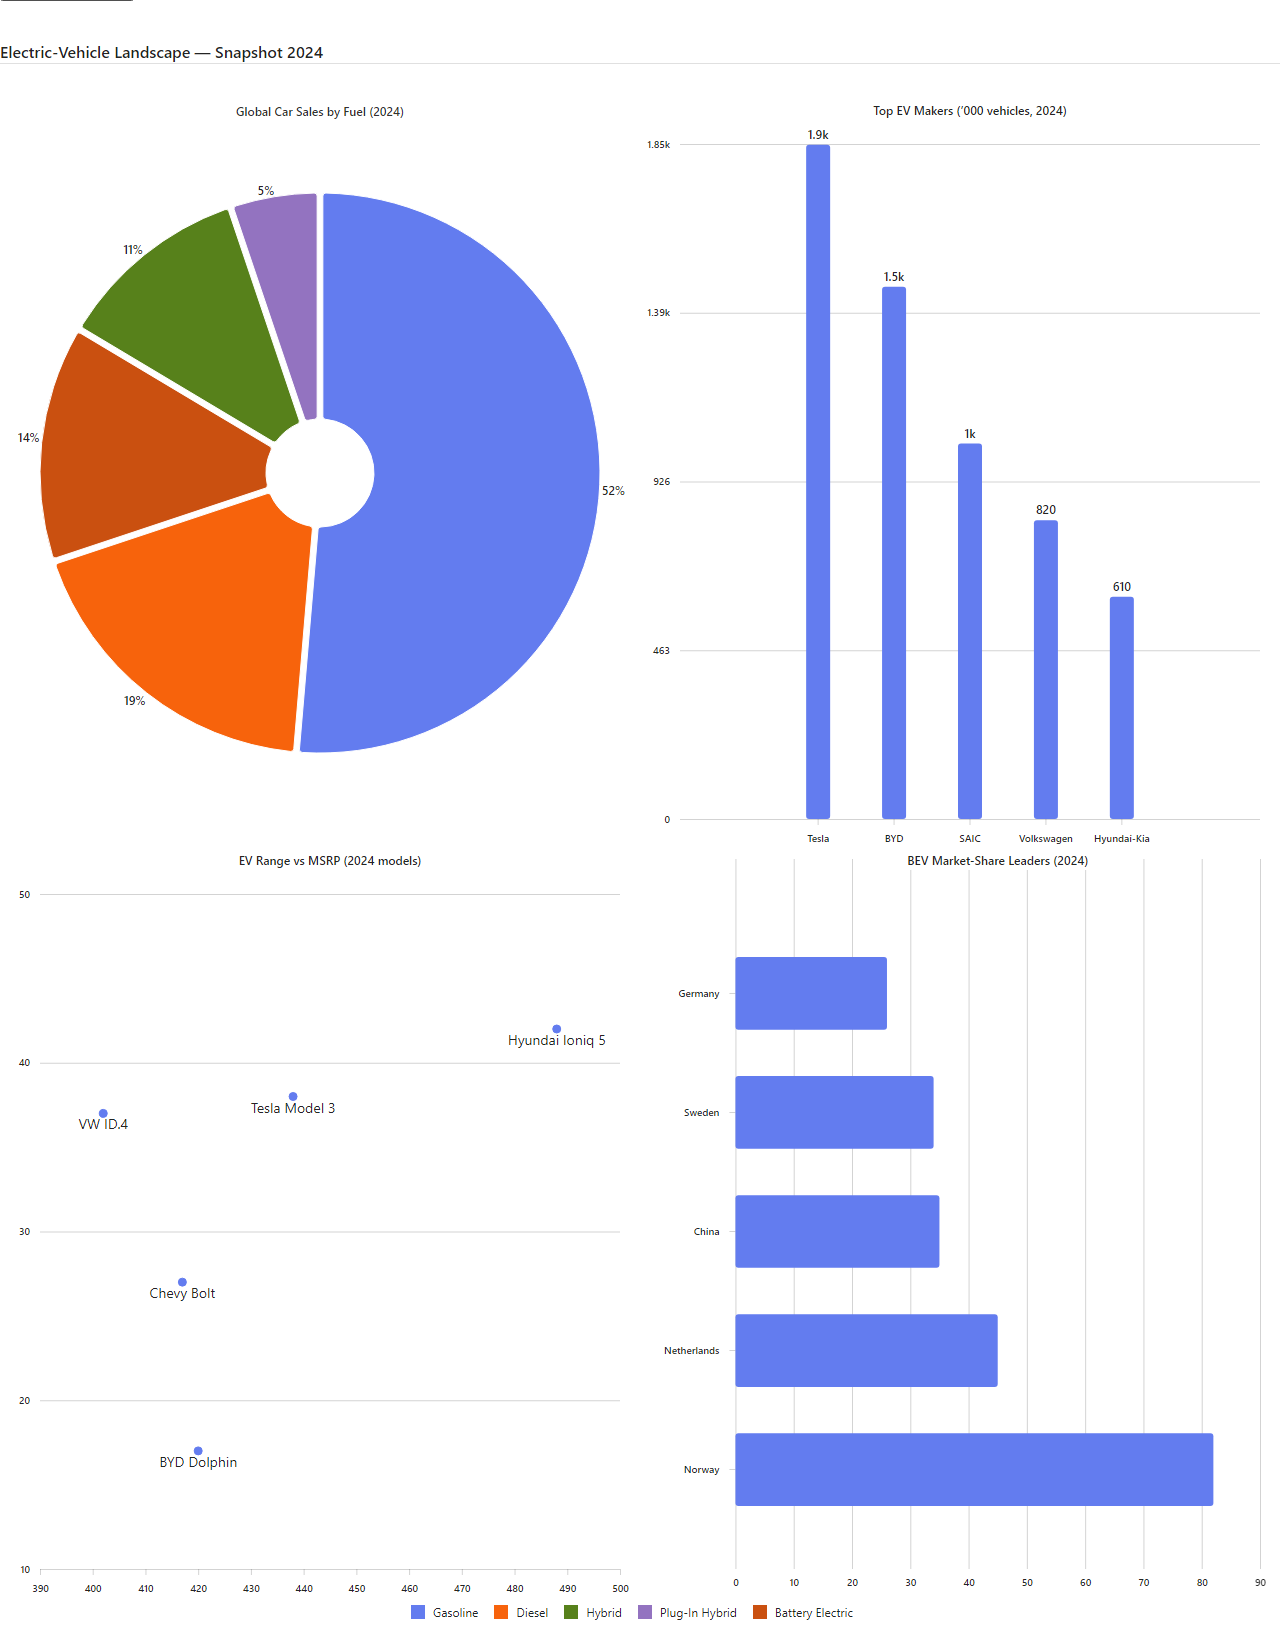 Electric-Vehicle Landscape — Snapshot 2024
Global Car Sales by Fuel (2024)
5%
11%
14%
52%
19%
Top EV Makers (’000 vehicles, 2024)
1.9k
1.85k
1.5k
1.39k
1k
926
820
610
463
0
Tesla BYD SAIC Volkswagen Hyundai-Kia
EV Range vs MSRP (2024 models)
50
Hyundai Ioniq 5
40
Tesla Model 3
VW ID.4
30
Chevy Bolt
20
BYD Dolphin
10
390 400 410 420 430 440 450 460 470 480 490 500
BEV Market-Share Leaders (2024)
Germany
Sweden
China
Netherlands
Norway
0 10 20 30 40 50 60 70 80 90
Gasoline Diesel Hybrid Plug-In Hybrid Battery Electric